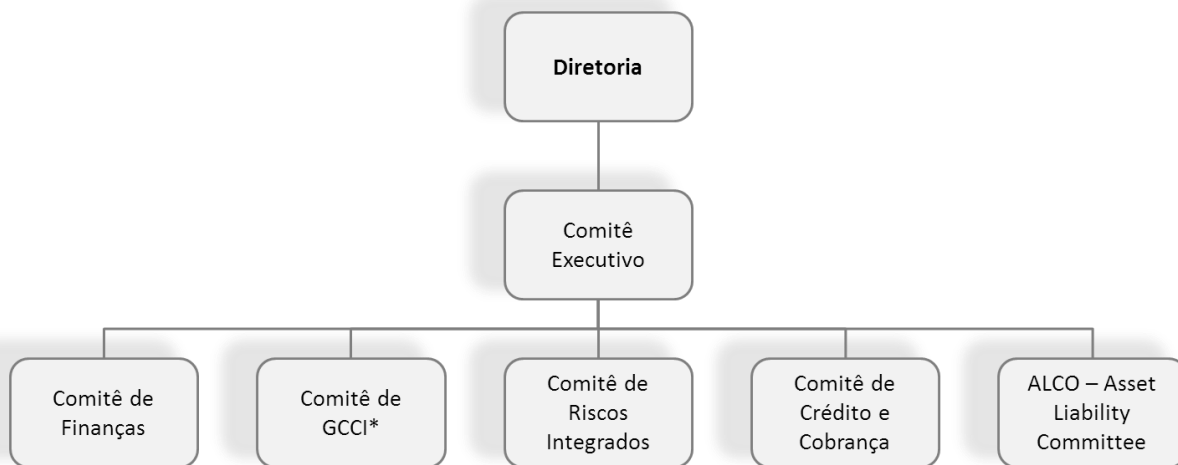 Diretoria
Comitê
Executivo
Comitê de
Finanças
Comitê de
GCCI*
Comitê de
Riscos
Integrados
Comitê de
Crédito e
Cobrança
ALCO – Asset
Liability
Committee